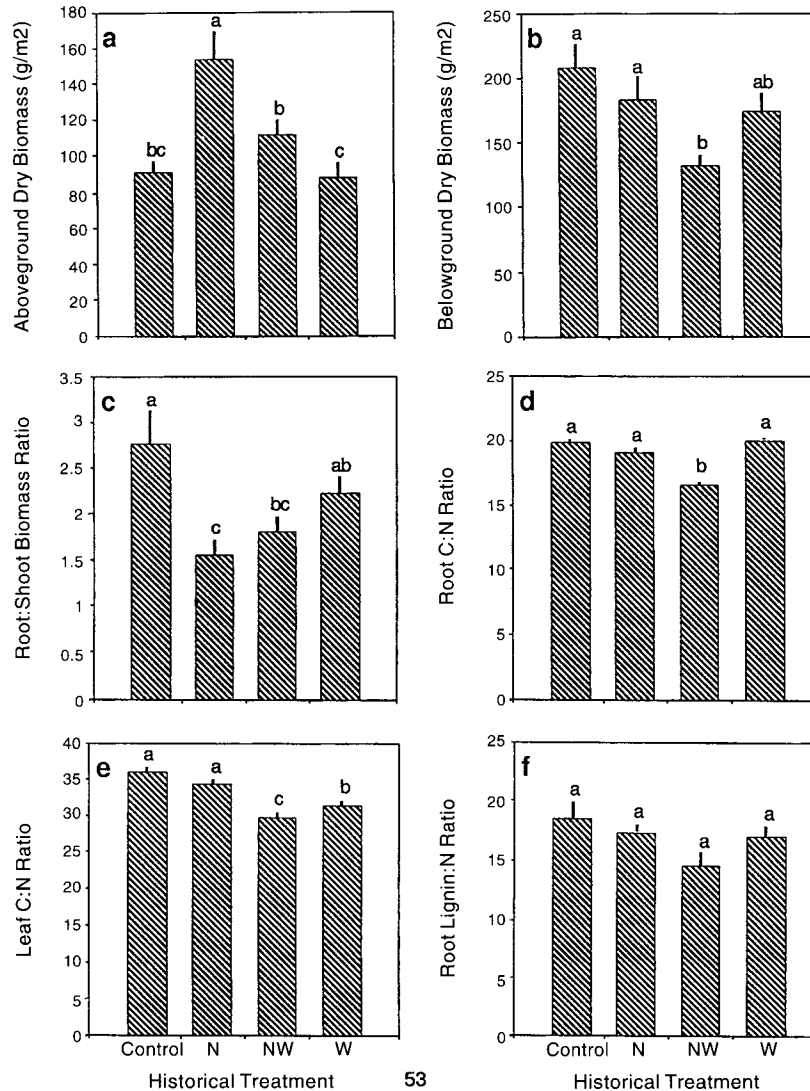 a
Aboveground Dry Biomass (g/m2)
180
160
140
120
100
80
60
40
20
0
bc
a
b
c
b
Belowground Dry Biomass (g/m2)
250
200
150
100
50
0
a
a
b
ab
c
Root:Shoot Biomass Ratio
3.5
3
2.5
2
1.5
1
0.5
0
a
c
bc
ab
d
Root C:N Ratio
25
20
15
10
5
0
a
a
b
a
e
Leaf C:N Ratio
40
35
30
25
20
15
10
5
0
a
a
c
b
Control N NW W
Historical Treatment
f
Root Lignin:N Ratio
25
20
15
10
5
0
a
a
a
a
Control N NW W
Historical Treatment
53